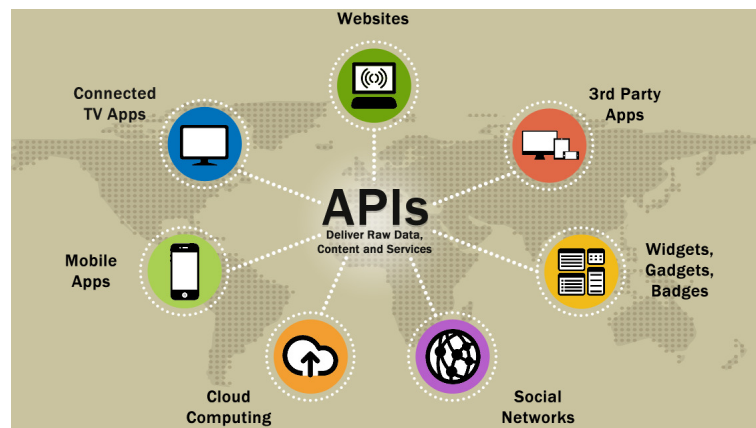 Websites
Connected
TV Apps
3rd Party
Apps
APIs
Deliver Raw Data,
Content and Services
Mobile
Apps
Widgets,
Gadgets,
Badges
Cloud
Computing
Social
Networks